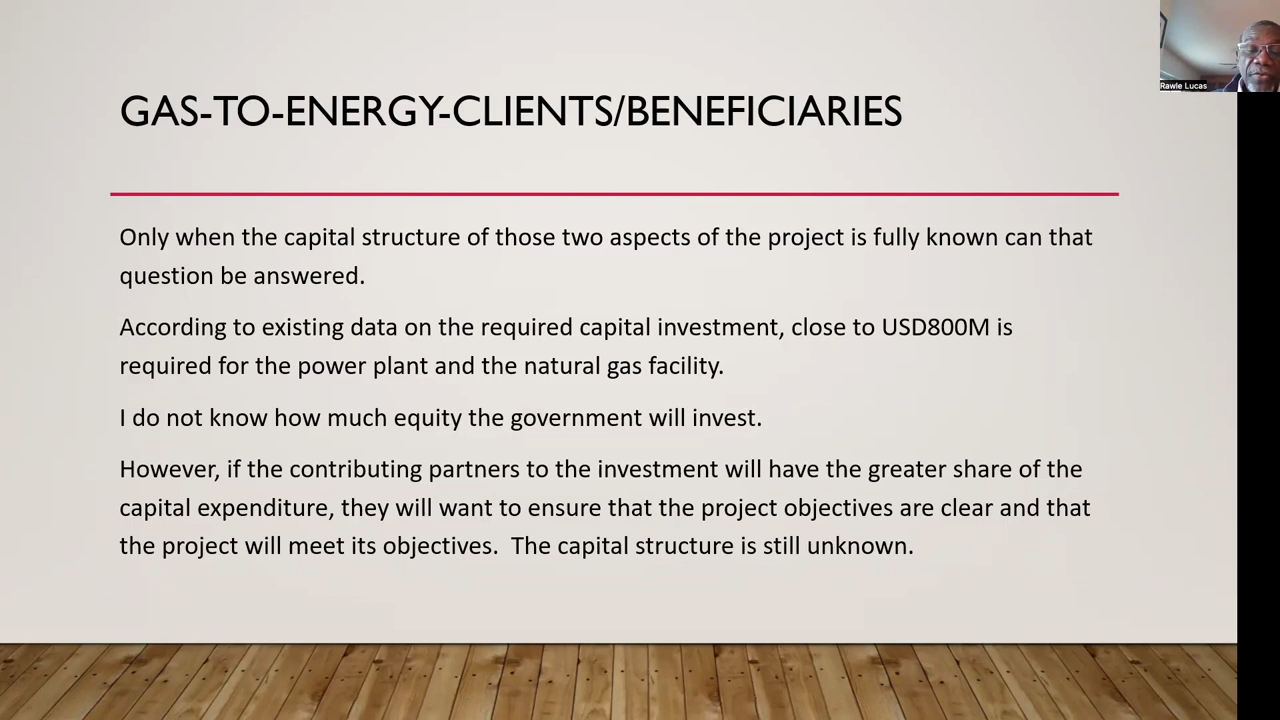 GAS-TO-ENERGY-CLIENTS/BENEFICIARIES
Rawle Lucas
Only when the capital structure of those two aspects of the project is fully known can that
question be answered.
According to existing data on the required capital investment, close to USD800M is
required for the power plant and the natural gas facility.
I do not know how much equity the government will invest.
However, if the contributing partners to the investment will have the greater share of the
capital expenditure, they will want to ensure that the project objectives are clear and that
the project will meet its objectives.  The capital structure is still unknown.